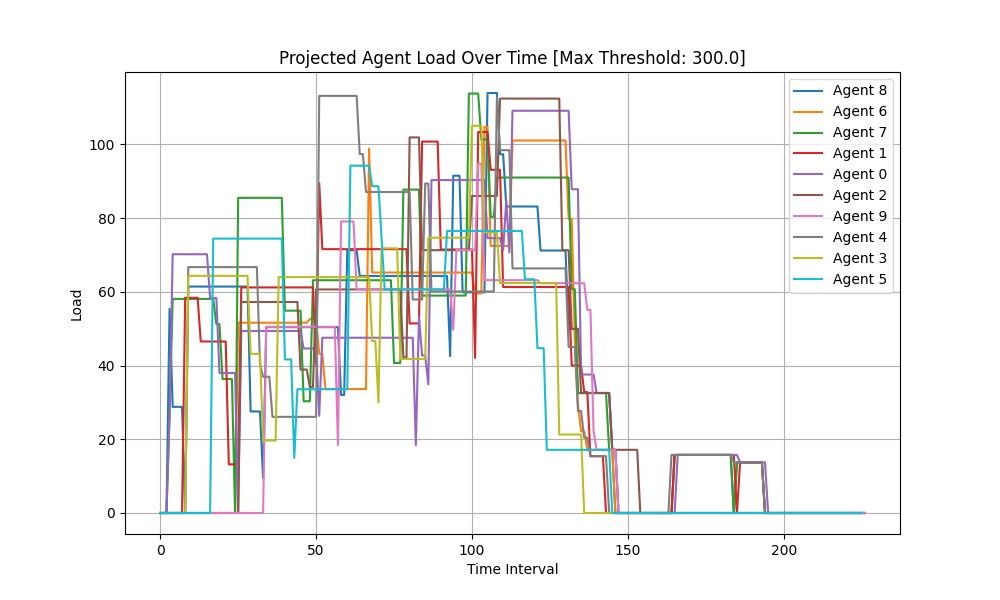 Projected Agent Load Over Time [Max Threshold: 300.0]
Load
100
80
60
40
20
0
0
50
100
150
200
Time Interval
Agent 8
Agent 6
Agent 7
Agent 1
Agent 0
Agent 2
Agent 9
Agent 4
Agent 3
Agent 5